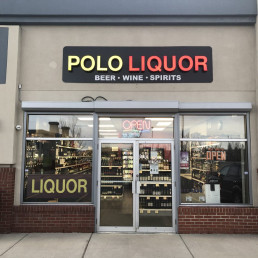 POLO LIQUOR
BEER • WINE • SPIRITS
OPEN
OPEN
LIQUOR